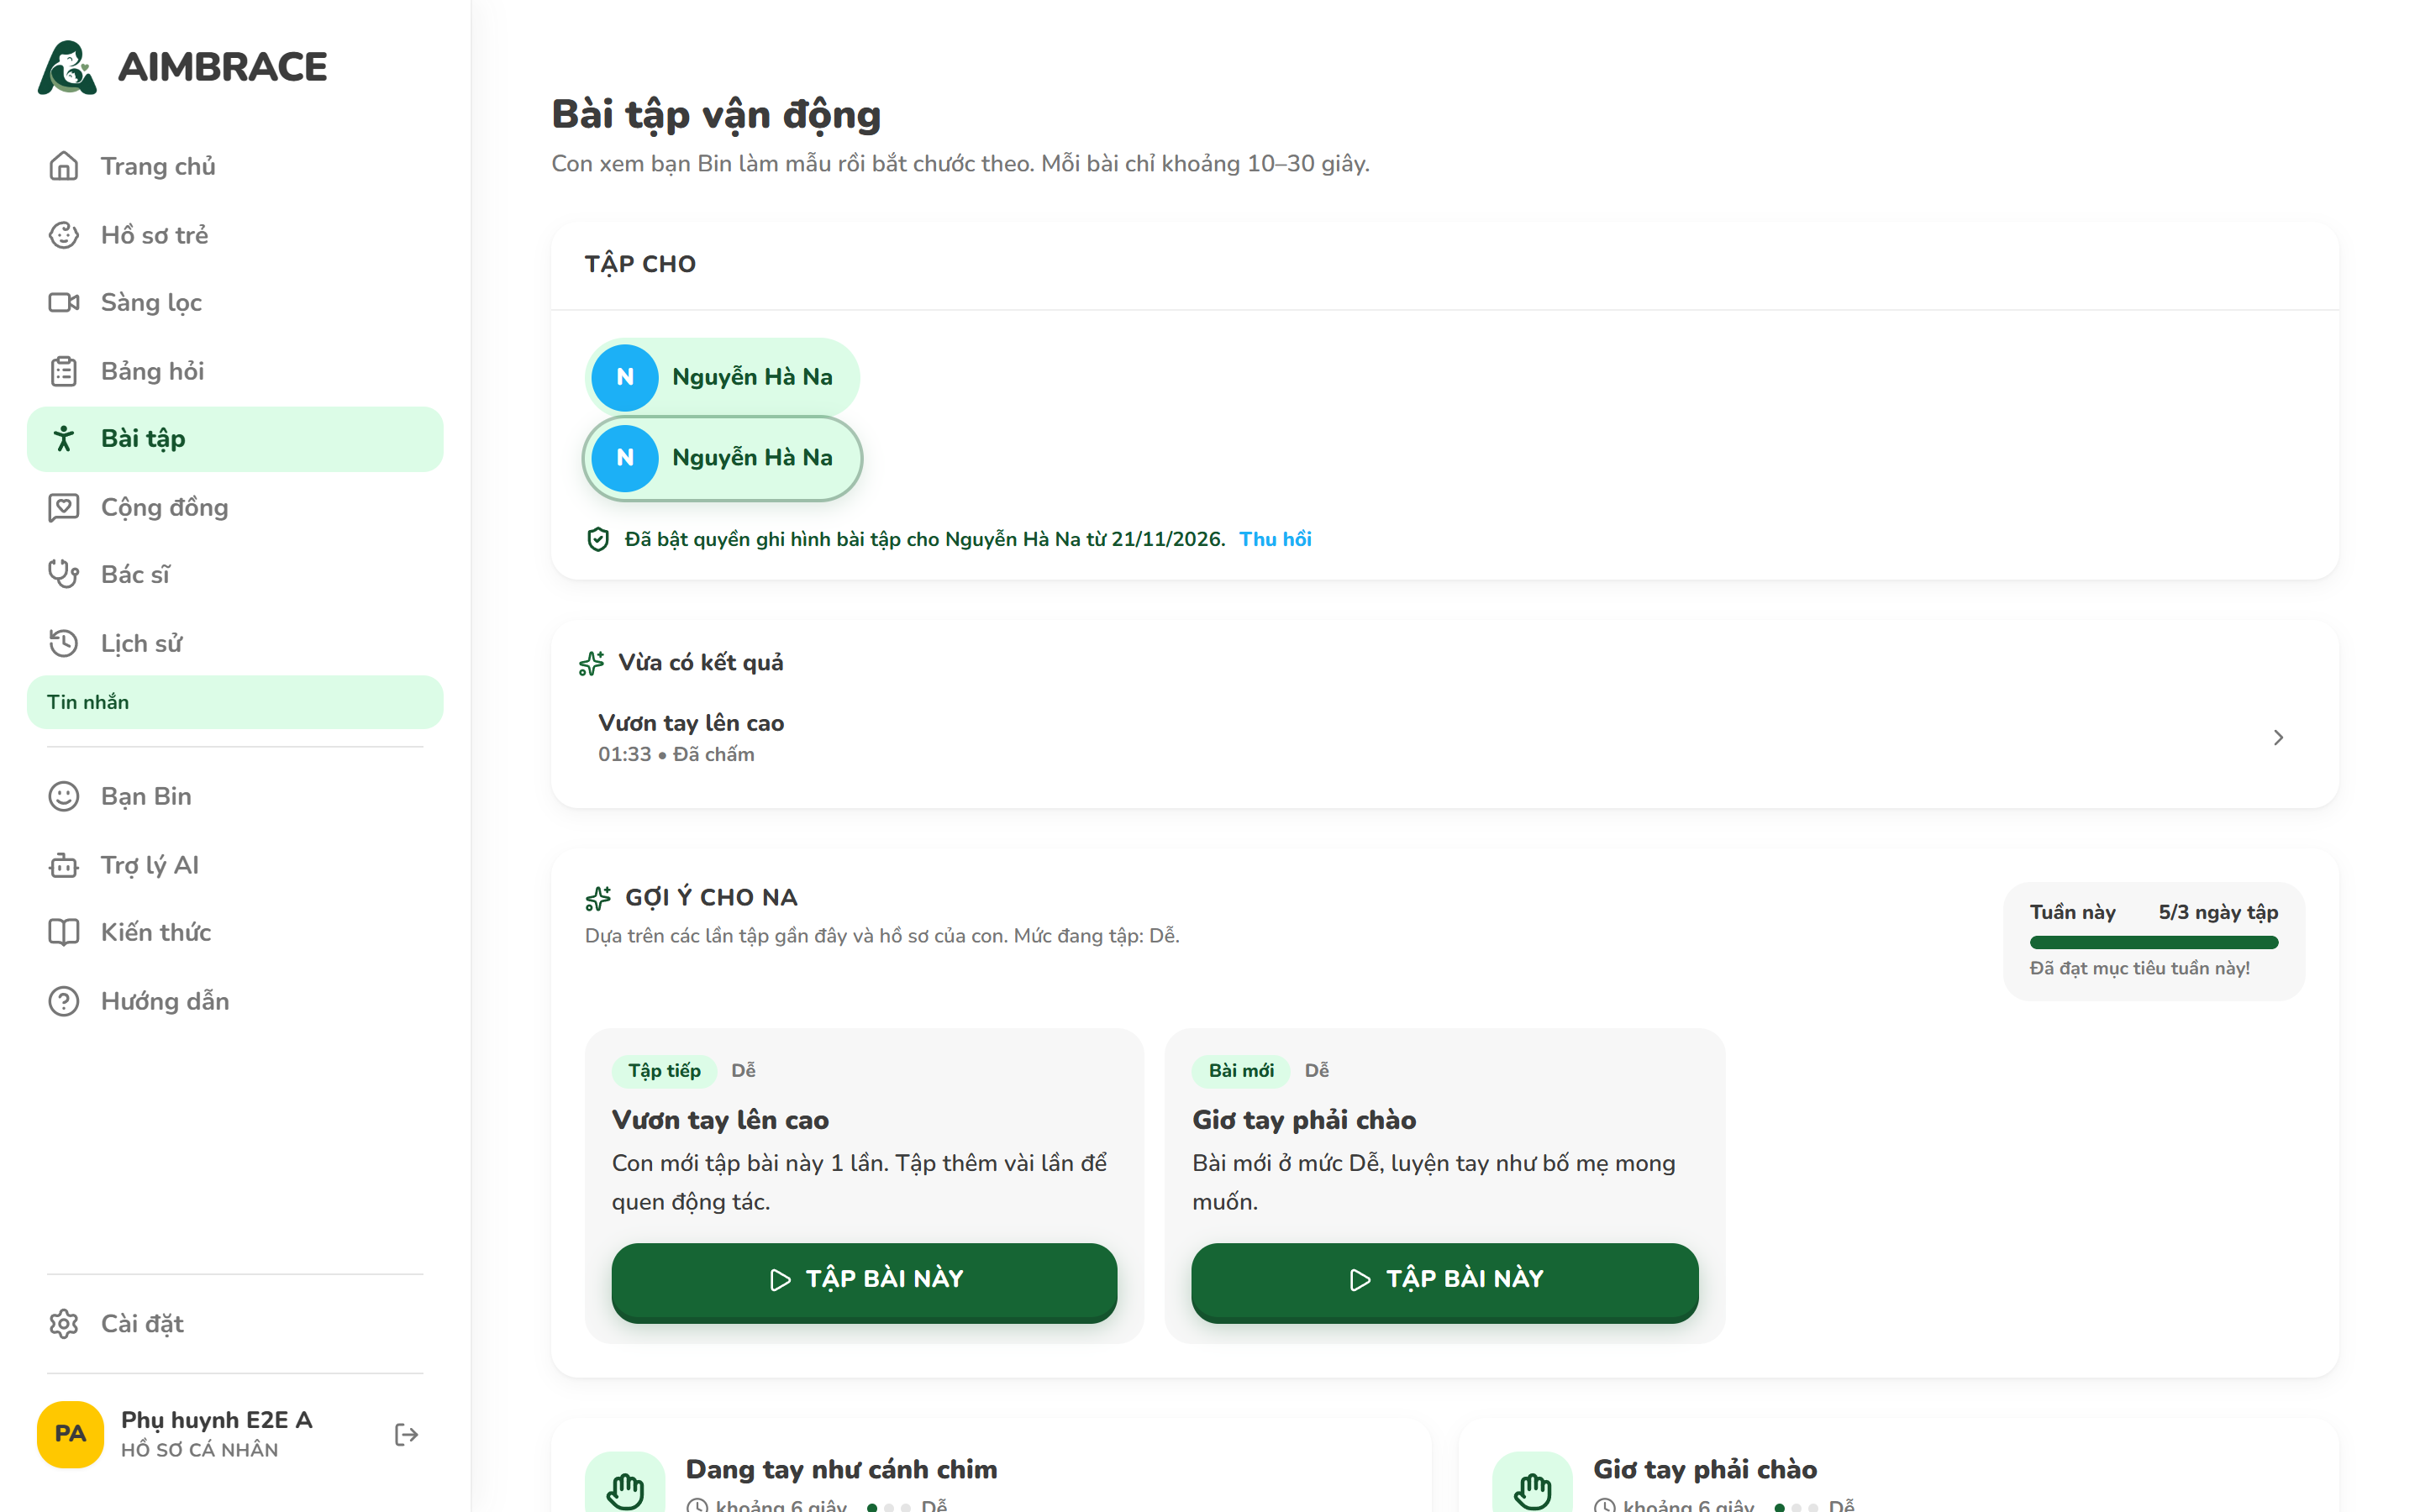 AIMBRACE
Trang chủ
Hồ sơ trẻ
Sàng lọc
Bảng hỏi
Bài tập
Cộng đồng
Bác sĩ
Lịch sử
Tin nhắn
Bạn Bin
Trợ lý AI
Kiến thức
Hướng dẫn
Cài đặt
PA
Phụ huynh E2E A
HỒ SƠ CÁ NHÂN
Bài tập vận động
Con xem bạn Bin làm mẫu rồi bắt chước theo. Mỗi bài chỉ khoảng 10–30 giây.
TẬP CHO
N Nguyễn Hà Na
N Nguyễn Hà Na
Đã bật quyền ghi hình bài tập cho Nguyễn Hà Na từ 21/11/2026. Thu hồi
Vừa có kết quả
Vươn tay lên cao
01:33 • Đã chấm
GỢI Ý CHO NA
Dựa trên các lần tập gần đây và hồ sơ của con. Mức đang tập: Dễ.
Tuần này 5/3 ngày tập
Đã đạt mục tiêu tuần này!
Tập tiếp Dễ
Vươn tay lên cao
Con mới tập bài này 1 lần. Tập thêm vài lần để
quen động tác.
TẬP BÀI NÀY
Bài mới Dễ
Giơ tay phải chào
Bài mới ở mức Dễ, luyện tay như bố mẹ mong
muốn.
TẬP BÀI NÀY
Dang tay như cánh chim
khoảng 6 giây Dễ
Giơ tay phải chào
khoảng 6 giây Dễ